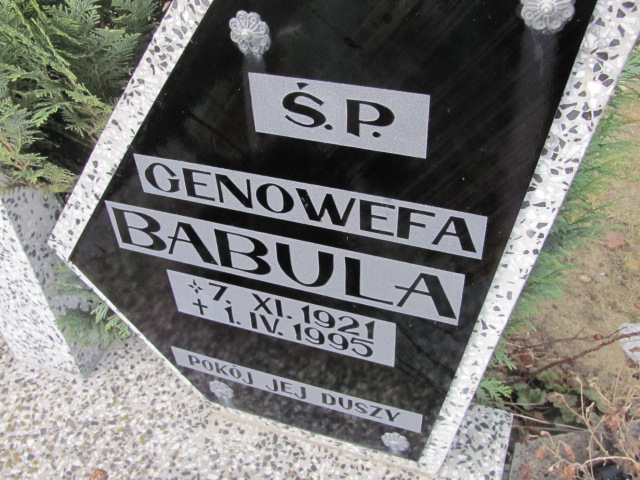 Ś.P.
GENOWEFA
BABULA
* 7. XI. 1921
+ 1. IV. 1995
POKÓJ JEJ DUSZY